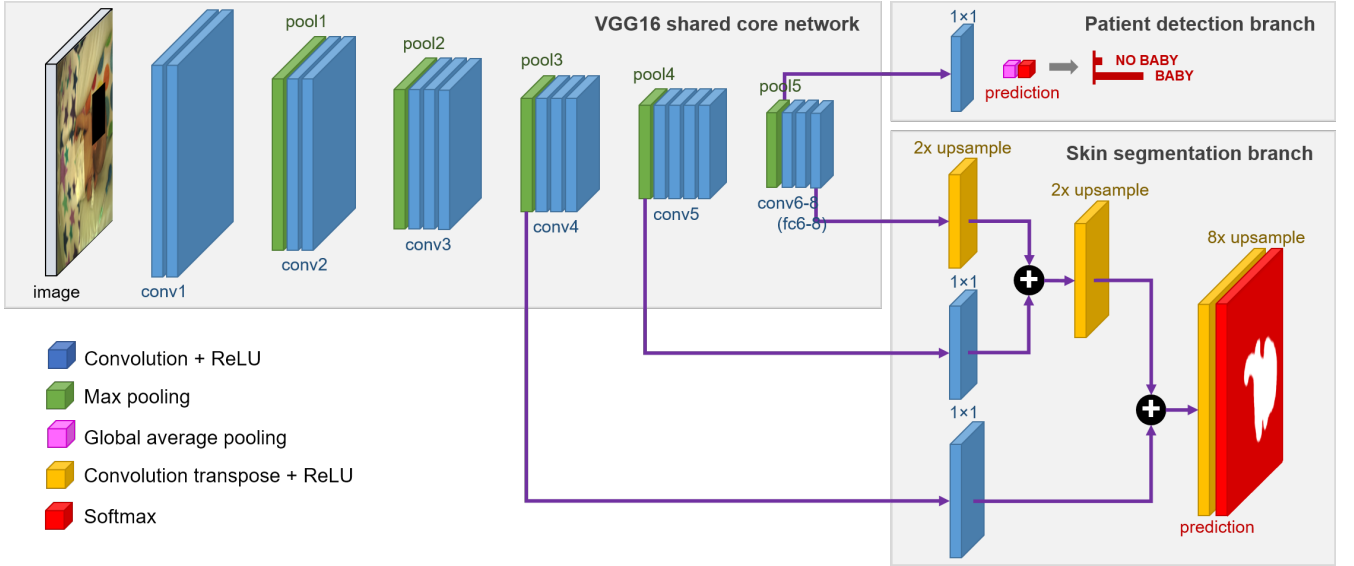 VGG16 shared core network
pool1
pool2
pool3
pool4
pool5
image
conv1
conv2
conv3
conv4
conv5
conv6-8
(fc6-8)
Patient detection branch
1×1
prediction
NO BABY
BABY
Skin segmentation branch
2x upsample
2x upsample
8x upsample
1×1
1×1
prediction
Convolution + ReLU
Max pooling
Global average pooling
Convolution transpose + ReLU
Softmax